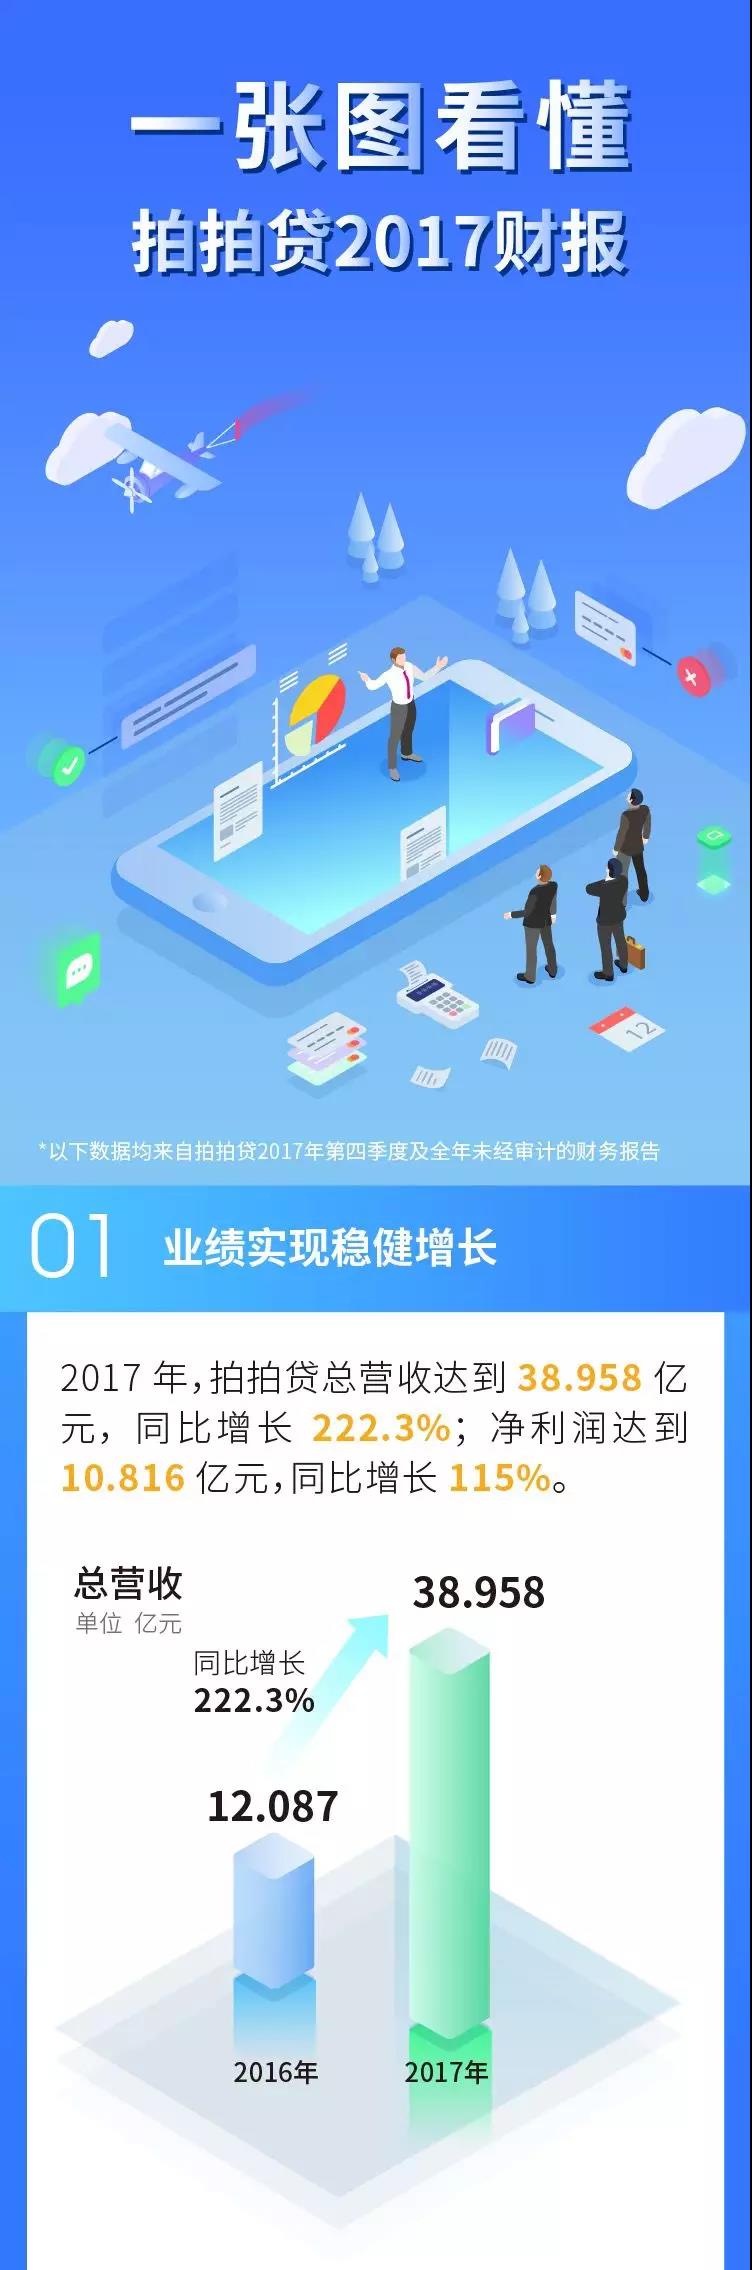 一张图看懂
拍拍贷2017财报
12
*以下数据均来自拍拍贷2017年第四季度及全年未经审计的财务报告
01 业绩实现稳健增长
2017 年，拍拍贷总营收达到 38.958 亿
元，同比增长 222.3%；净利润达到
10.816 亿元，同比增长 115%。
总营收
单位 亿元
38.958
同比增长
222.3%
12.087
2016年
2017年